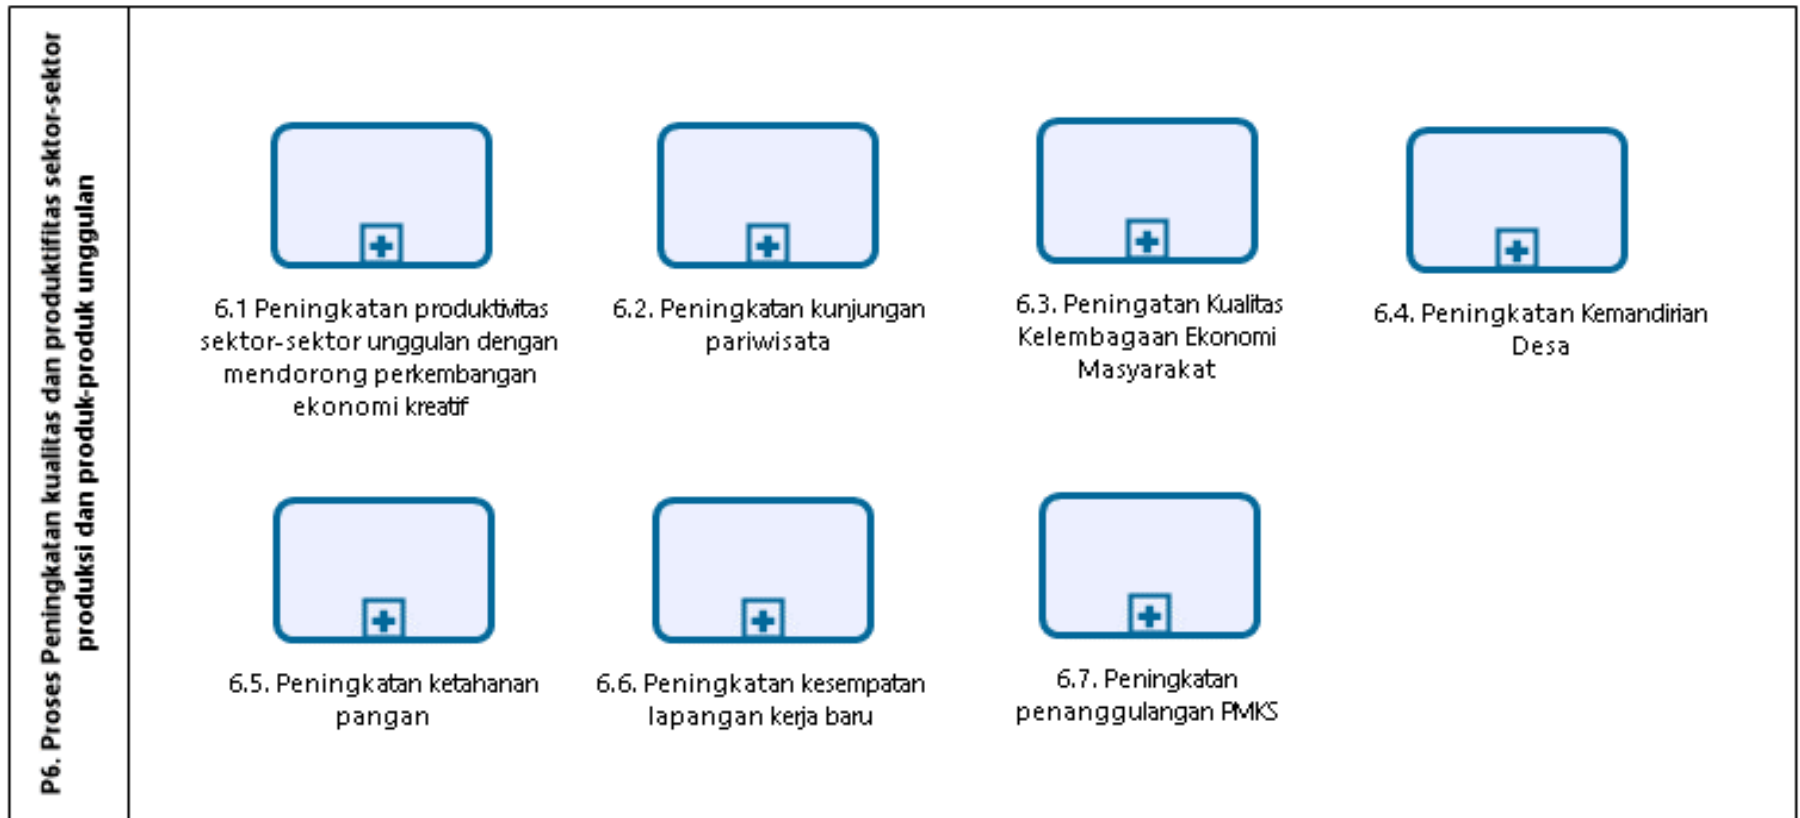 P6. Proses Peningkatan kualitas dan produktifitas sektor-sektor
produksi dan produk-produk unggulan
6.1 Peningkatan produktivitas
sektor-sektor unggulan dengan
mendorong perkembangan
ekonomi kreatif
6.2. Peningkatan kunjungan
pariwisata
6.3. Peningatan Kualitas
Kelembagaan Ekonomi
Masyarakat
6.4. Peningkatan Kemandirian
Desa
6.5. Peningkatan ketahanan
pangan
6.6. Peningkatan kesempatan
lapangan kerja baru
6.7. Peningkatan
penanggulangan PMKS